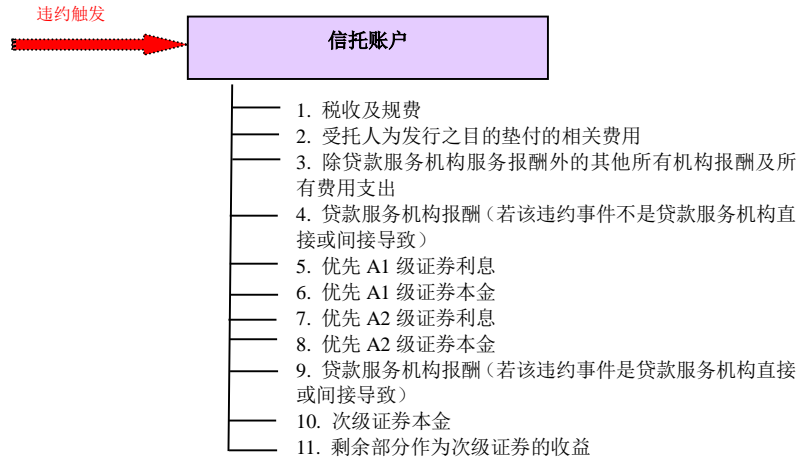 违约触发
信托账户
1. 税收及规费
2. 受托人为发行之目的垫付的相关费用
3. 除贷款服务机构服务报酬外的其他所有机构报酬及所
有费用支出
4. 贷款服务机构报酬（若该违约事件不是贷款服务机构直
接或间接导致）
5. 优先 A1 级证券利息
6. 优先 A1 级证券本金
7. 优先 A2 级证券利息
8. 优先 A2 级证券本金
9. 贷款服务机构报酬（若该违约事件是贷款服务机构直接
或间接导致）
10. 次级证券本金
11. 剩余部分作为次级证券的收益